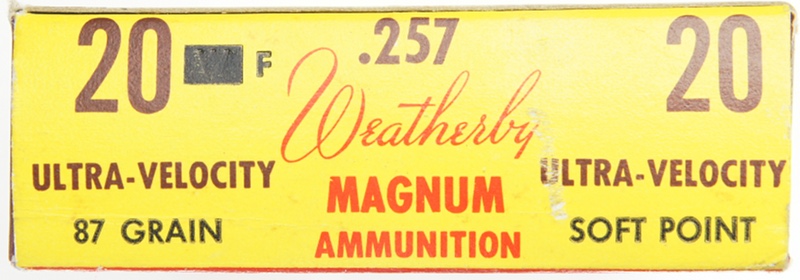 20 F .257 20
Weatherby
ULTRA-VELOCITY MAGNUM ULTRA-VELOCITY
87 GRAIN AMMUNITION SOFT POINT